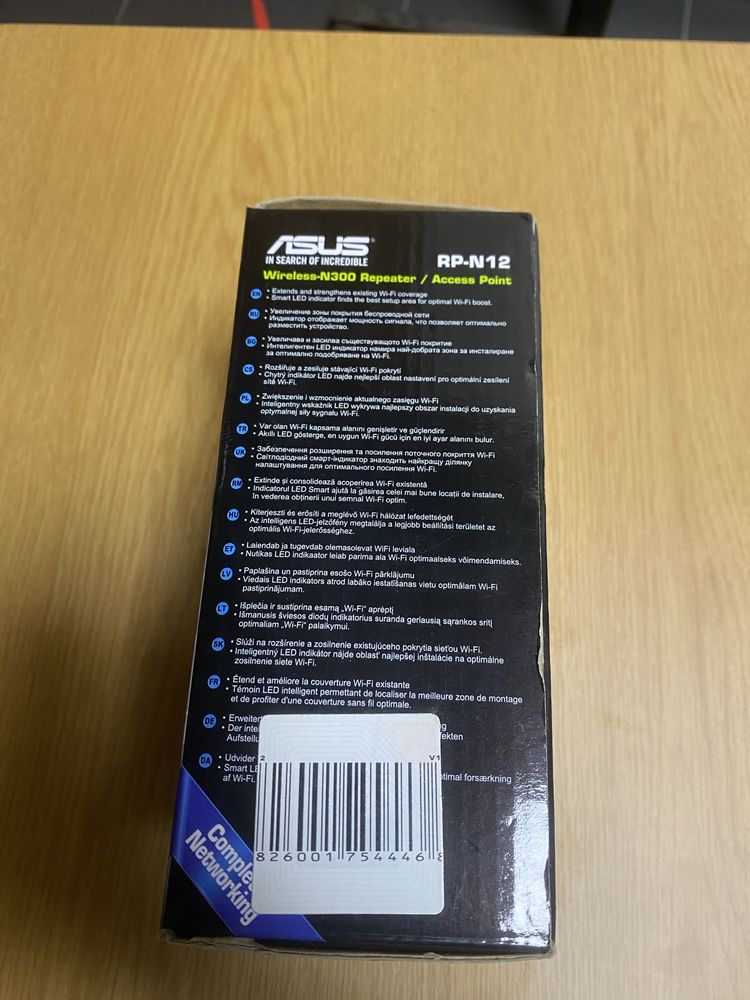 ASUS
IN SEARCH OF INCREDIBLE
RP-N12
Wireless-N300 Repeater / Access Point
EN • Extends and strengthens existing Wi-Fi coverage
• Smart LED indicator finds the best setup area for optimal Wi-Fi boost.
RU • Увеличение зоны покрытия беспроводной сети
• Индикатор отображает мощность сигнала, что позволяет оптимально
разместить устройство.
BG • Увеличава и засилва съществуващото Wi-Fi покритие
• Интелигентен LED индикатор намира най-добрата зона за инсталиране
за оптимално подобряване на Wi-Fi.
CS • Rozšiřuje a zesiluje stávající Wi-Fi pokrytí
• Chytrý indikátor LED najde nejlepší oblast nastavení pro optimální zesílení
sítě Wi-Fi.
PL • Zwiększenie i wzmocnienie aktualnego zasięgu Wi-Fi
• Inteligentny wskaźnik LED wykrywa najlepszy obszar instalacji do uzyskania
optymalnej siły sygnału Wi-Fi.
TR • Var olan Wi-Fi kapsama alanını genişletir ve güçlendirir
• Akıllı LED gösterge, en uygun Wi-Fi gücü için en iyi ayar alanını bulur.
UK • Забезпечення розширення та посилення поточного покриття Wi-Fi
• Світлодіодний смарт-індикатор знаходить найкращу ділянку
налаштування для оптимального посилення Wi-Fi.
RM • Extinde și consolidează acoperirea Wi-Fi existentă
• Indicatorul LED Smart ajută la găsirea celei mai bune locații de instalare,
în vederea obținerii unui semnal Wi-Fi optim.
HU • Kiterjeszti és erősíti a meglévő Wi-Fi hálózat lefedettségét
• Az intelligens LED-jelzőfény megtalálja a legjobb beállítási területet az
optimális Wi-Fi-jelerősséghez.
ET • Laiendab ja tugevdab olemasolevat WiFi leviala
• Nutikas LED indikaator leiab parima ala Wi-Fi optimaalseks võimendamiseks.
LV • Paplašina un pastiprina esošo Wi-Fi pārklājumu
• Viedais LED indikators atrod labāko iestatīšanas vietu optimālam Wi-Fi
pastiprinājumam.
LT • Išplečia ir sustiprina esamą „Wi-Fi" aprėptį
• Išmanusis šviesos diodų indikatorius suranda geriausią sąrankos sritį
optimaliam „Wi-Fi" palaikymui.
SK • Slúži na rozšírenie a zosilnenie existujúceho pokrytia sieťou Wi-Fi.
• Inteligentný LED indikátor nájde oblasť najlepšej inštalácie na optimálne
zosilnenie siete Wi-Fi.
FR • Étend et améliore la couverture Wi-Fi existante
• Témoin LED intelligent permettant de localiser la meilleure zone de montage
et de profiter d'une couverture sans fil optimale.
DE • Erweiter
• Der inte
Aufstellu ekten
DA • Udvider
• Smart LE timal forsærkning
af Wi-Fi.
2 V1
826001 754446 8
Comple
Networking